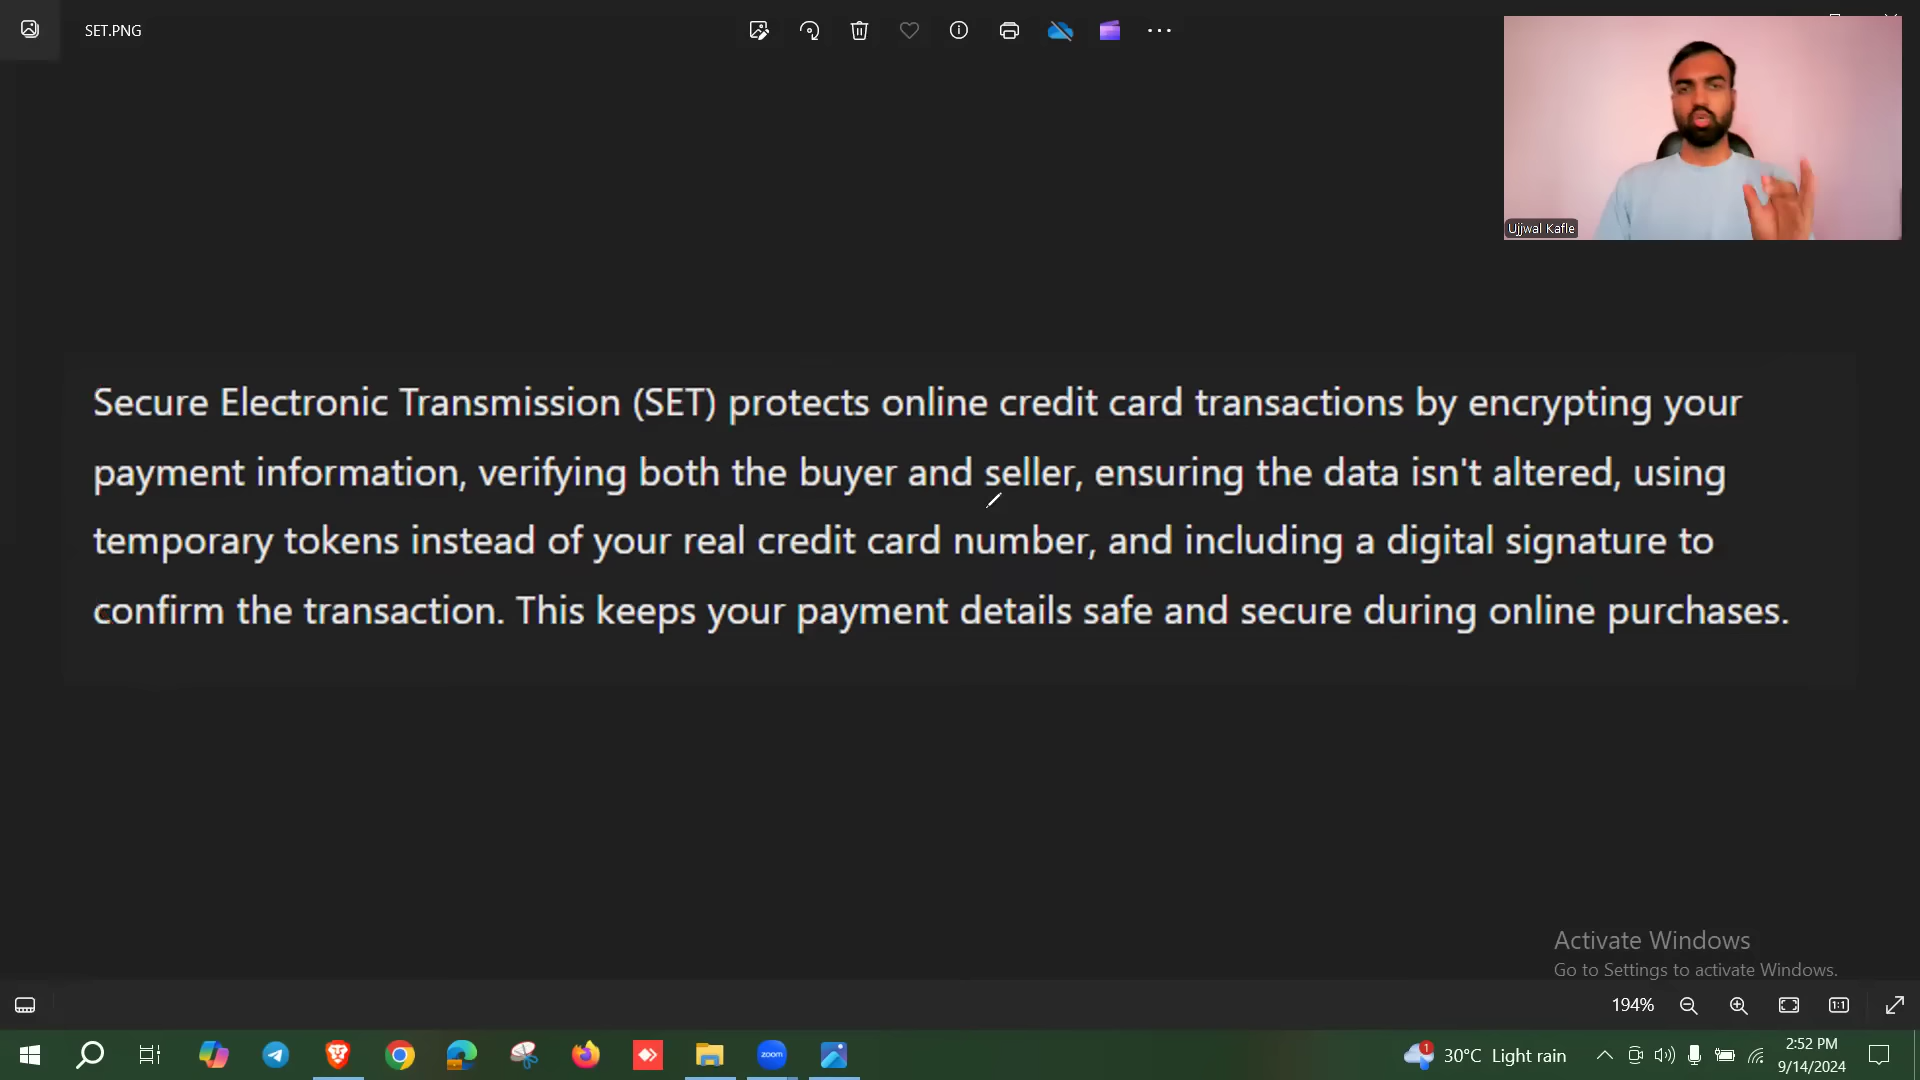 SET.PNG
Ujjwal Kafle
Secure Electronic Transmission (SET) protects online credit card transactions by encrypting your
payment information, verifying both the buyer and seller, ensuring the data isn't altered, using
temporary tokens instead of your real credit card number, and including a digital signature to
confirm the transaction. This keeps your payment details safe and secure during online purchases.
Activate Windows
Go to Settings to activate Windows.
194%
1:1
zoom
1
30°C Light rain
2:52 PM
9/14/2024